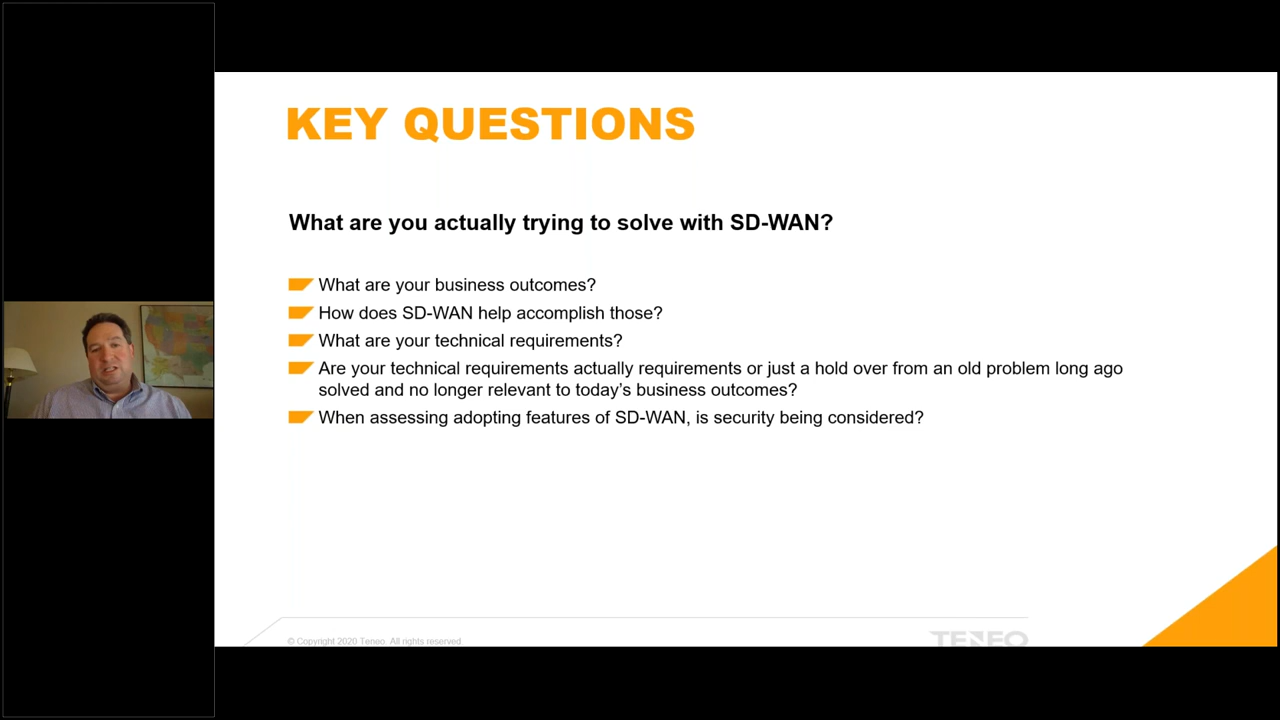 KEY QUESTIONS
What are you actually trying to solve with SD-WAN?
What are your business outcomes?
How does SD-WAN help accomplish those?
What are your technical requirements?
Are your technical requirements actually requirements or just a hold over from an old problem long ago
solved and no longer relevant to today’s business outcomes?
When assessing adopting features of SD-WAN, is security being considered?
© Copyright 2020 Teneo. All rights reserved
TENEO